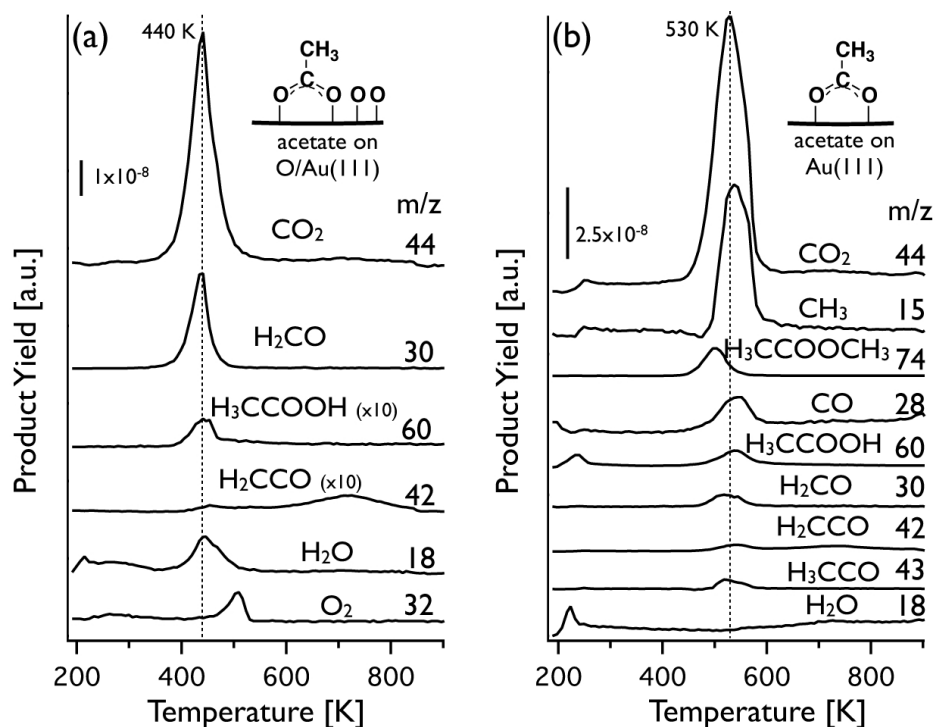 (a)
440 K
CH₃
C
O O O O
acetate on
O/Au(111)
1x10⁻⁸
m/z
CO₂ 44
H₂CO 30
H₃CCOOH (x10) 60
H₂CCO (x10) 42
H₂O 18
O₂ 32
Product Yield [a.u.]
200 400 600 800
Temperature [K]
(b)
530 K
CH₃
C
O O
acetate on
Au(111)
2.5x10⁻⁸
m/z
CO₂ 44
CH₃ 15
H₃CCOOCH₃ 74
CO 28
H₃CCOOH 60
H₂CO 30
H₂CCO 42
H₃CCO 43
H₂O 18
Product Yield [a.u.]
200 400 600 800
Temperature [K]